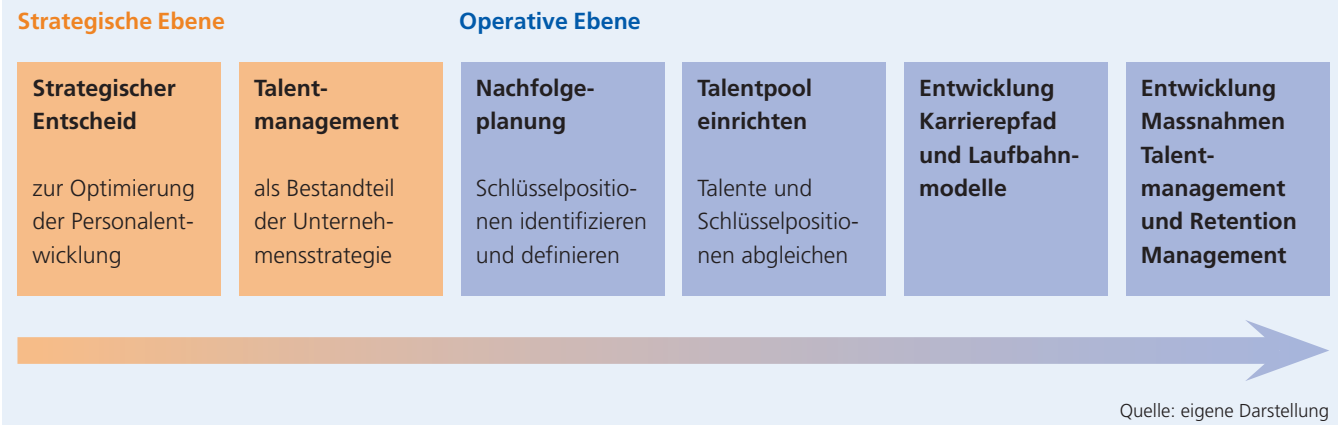 Strategische Ebene
Operative Ebene
Strategischer
Entscheid
zur Optimierung
der Personalent-
wicklung
Talent-
management
als Bestandteil
der Unterneh-
mensstrategie
Nachfolge-
planung
Schlüsselpositio-
nen identifizieren
und definieren
Talentpool
einrichten
Talente und
Schlüsselpositio-
nen abgleichen
Entwicklung
Karrierepfad
und Laufbahn-
modelle
Entwicklung
Massnahmen
Talent-
management
und Retention
Management
Quelle: eigene Darstellung